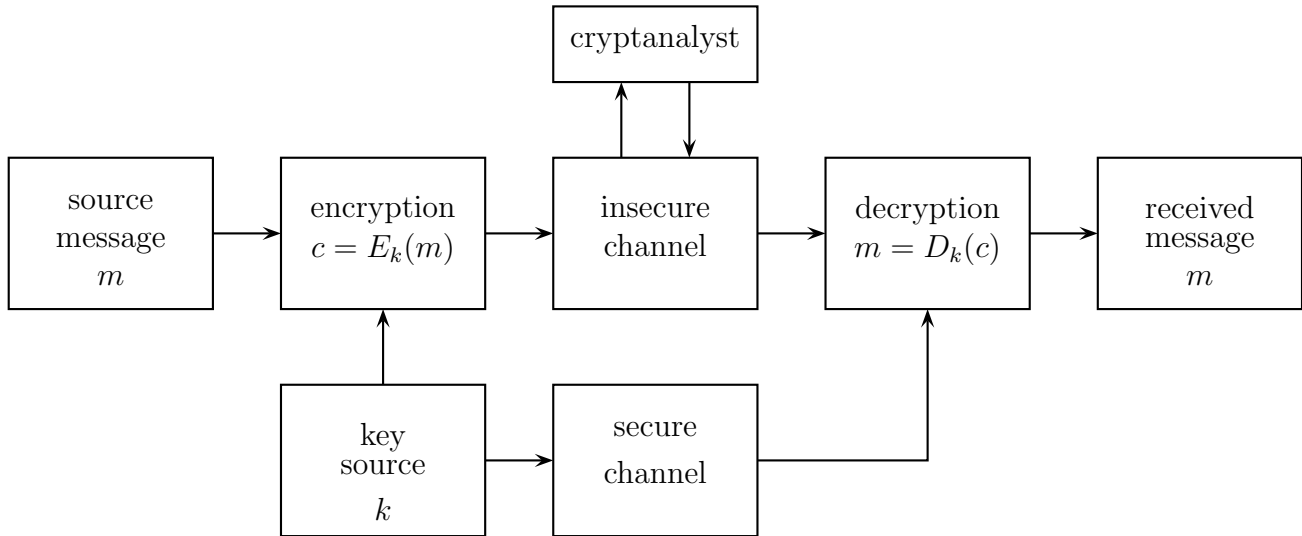 cryptanalyst
source
message
m
encryption
c = E_k(m)
insecure
channel
decryption
m = D_k(c)
received
message
m
key
source
k
secure
channel